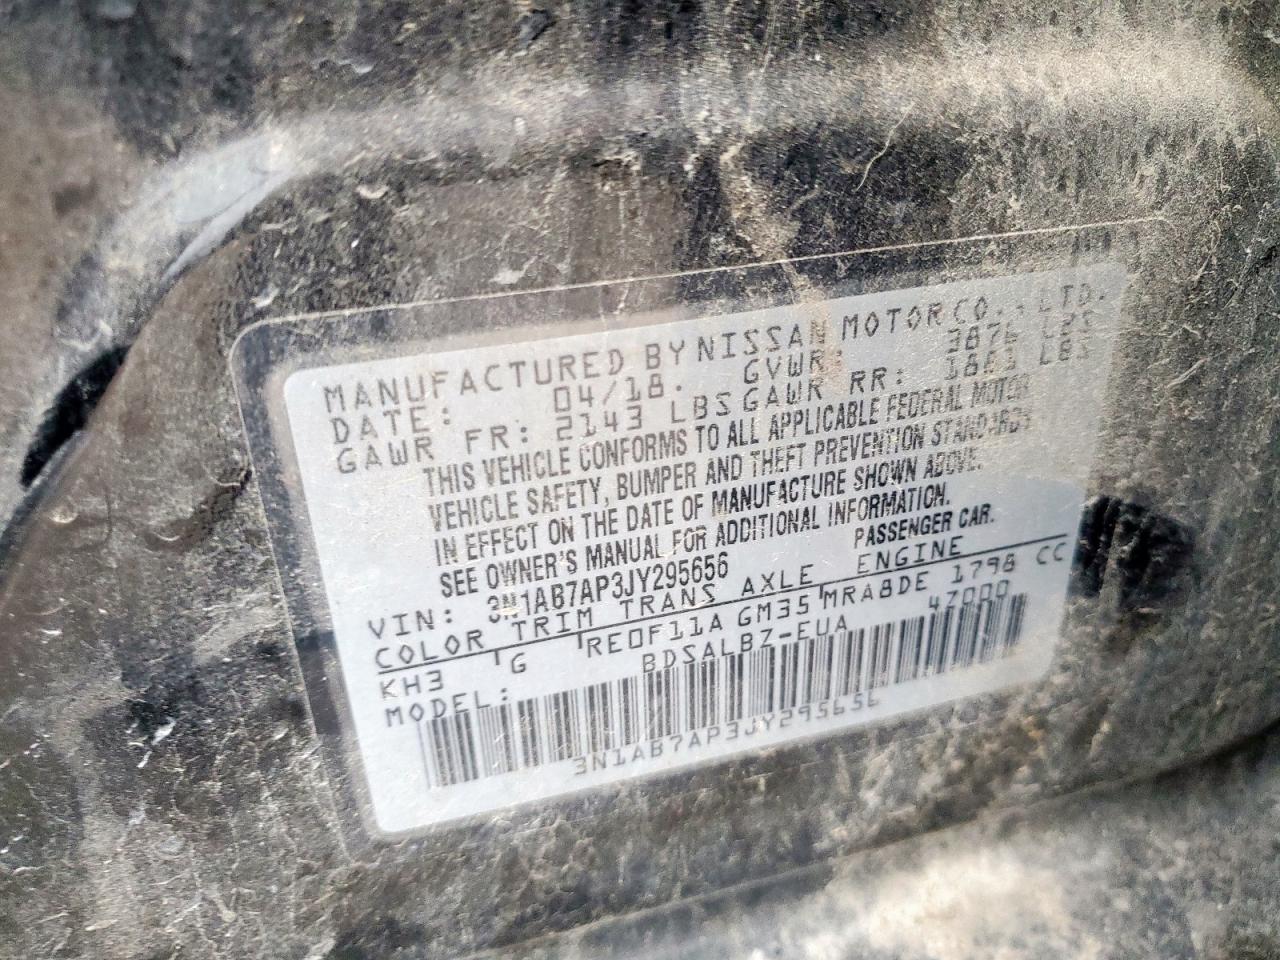 MANUFACTURED BY NISSAN MOTOR CO., LTD.
DATE: 04/18. GVWR: 3876 LBS
GAWR FR: 2143 LBS GAWR RR: 1881 LBS
THIS VEHICLE CONFORMS TO ALL APPLICABLE FEDERAL MOTOR
VEHICLE SAFETY, BUMPER AND THEFT PREVENTION STANDARDS
IN EFFECT ON THE DATE OF MANUFACTURE SHOWN ABOVE.
SEE OWNER'S MANUAL FOR ADDITIONAL INFORMATION.
VIN: 3N1AB7AP3JY295656 PASSENGER CAR.
COLOR TRIM TRANS AXLE ENGINE
KH3 G RE0F11A GM35 MRA8DE 1798 CC
MODEL: BDSALBZ-EUA 47000
3N1AB7AP3JY295656